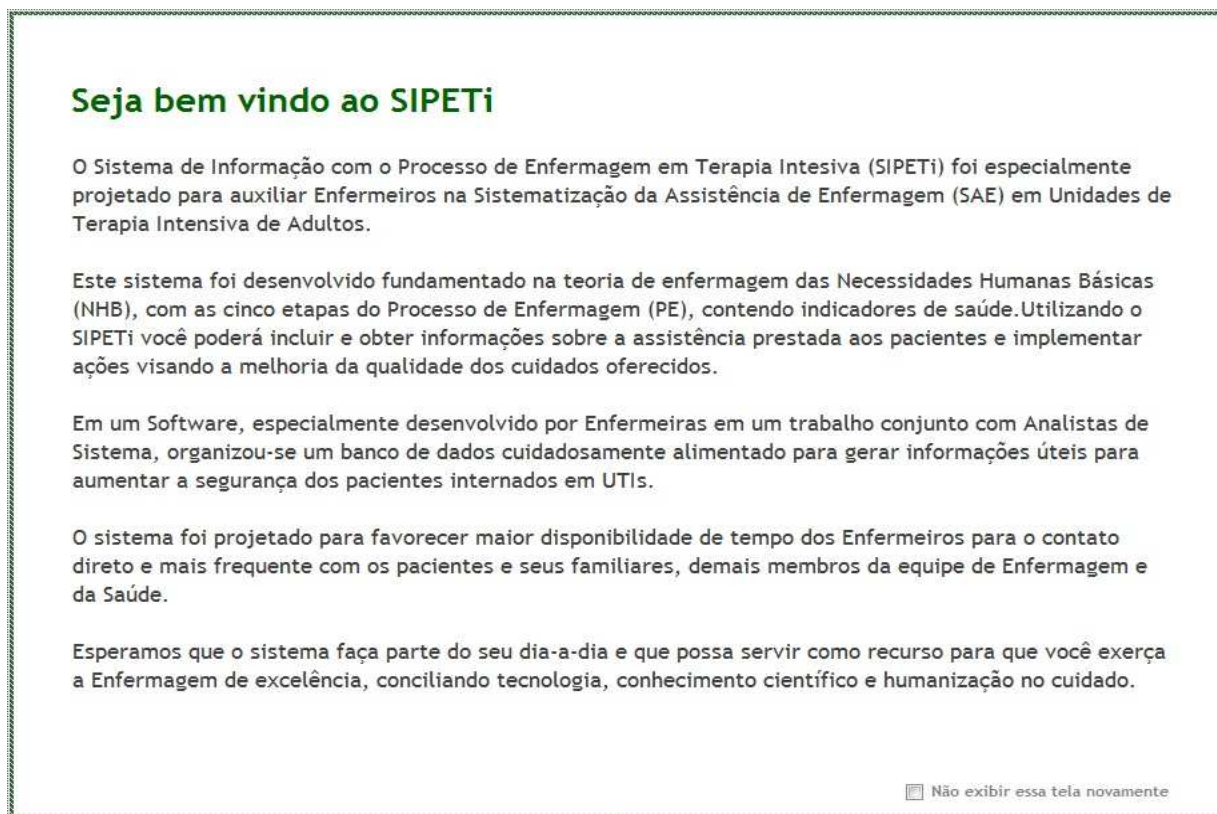 Seja bem vindo ao SIPETi
O Sistema de Informação com o Processo de Enfermagem em Terapia Intesiva (SIPETi) foi especialmente
projetado para auxiliar Enfermeiros na Sistematização da Assistência de Enfermagem (SAE) em Unidades de
Terapia Intensiva de Adultos.
Este sistema foi desenvolvido fundamentado na teoria de enfermagem das Necessidades Humanas Básicas
(NHB), com as cinco etapas do Processo de Enfermagem (PE), contendo indicadores de saúde.Utilizando o
SIPETi você poderá incluir e obter informações sobre a assistência prestada aos pacientes e implementar
ações visando a melhoria da qualidade dos cuidados oferecidos.
Em um Software, especialmente desenvolvido por Enfermeiras em um trabalho conjunto com Analistas de
Sistema, organizou-se um banco de dados cuidadosamente alimentado para gerar informações úteis para
aumentar a segurança dos pacientes internados em UTIs.
O sistema foi projetado para favorecer maior disponibilidade de tempo dos Enfermeiros para o contato
direto e mais frequente com os pacientes e seus familiares, demais membros da equipe de Enfermagem e
da Saúde.
Esperamos que o sistema faça parte do seu dia-a-dia e que possa servir como recurso para que você exerça
a Enfermagem de excelência, conciliando tecnologia, conhecimento científico e humanização no cuidado.
Não exibir essa tela novamente